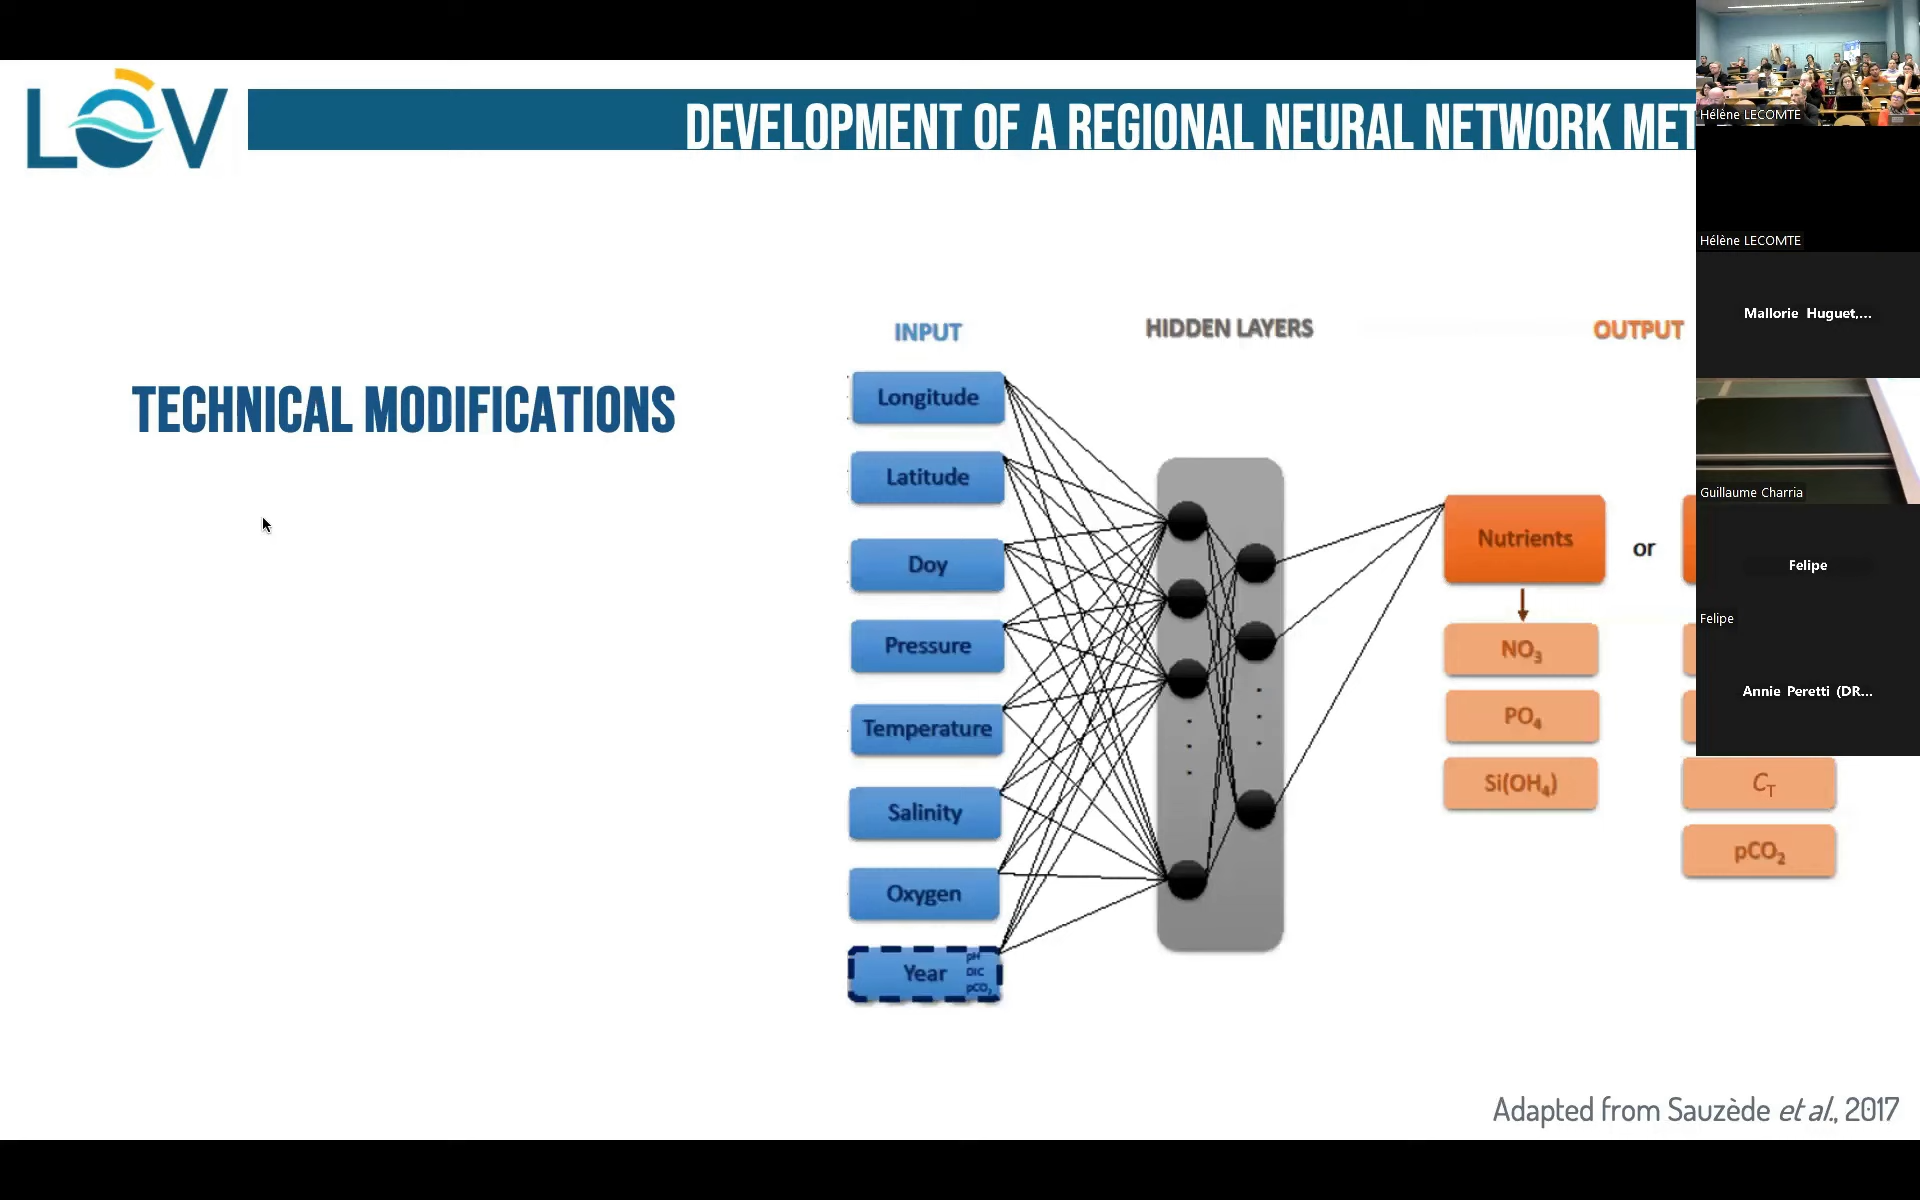 LOV
DEVELOPMENT OF A REGIONAL NEURAL NETWORK MET
TECHNICAL MODIFICATIONS
INPUT
HIDDEN LAYERS
OUTPUT
Longitude
Latitude
Doy
Pressure
Temperature
Salinity
Oxygen
Year
pH
DIC
pCO₂
Nutrients
or
NO₃
PO₄
Si(OH₄)
C_T
pCO₂
Adapted from Sauzède et al., 2017
Hélène LECOMTE
Hélène LECOMTE
Mallorie Huguet,...
Guillaume Charria
Felipe
Felipe
Annie Peretti (DR...